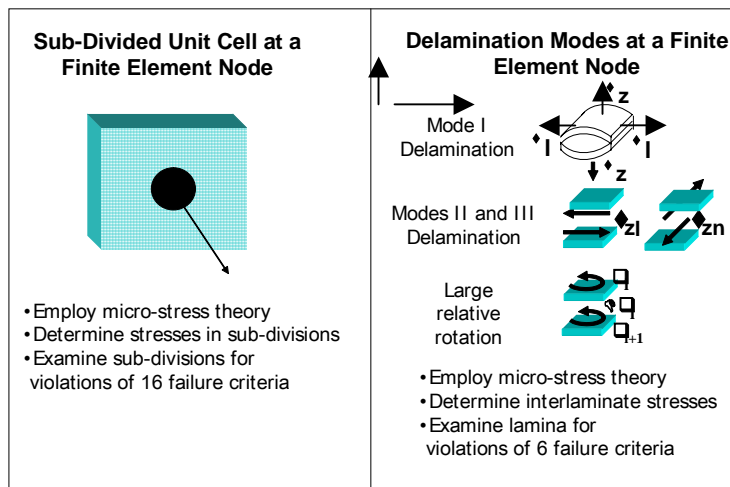 Sub-Divided Unit Cell at a
Finite Element Node
•Employ micro-stress theory
•Determine stresses in sub-divisions
•Examine sub-divisions for
violations of 16 failure criteria
Delamination Modes at a Finite
Element Node
Mode I
Delamination
z
l
l
z
Modes II and III
Delamination
zl
zn
Large
relative
rotation
i+1
•Employ micro-stress theory
•Determine interlaminate stresses
•Examine lamina for
violations of 6 failure criteria